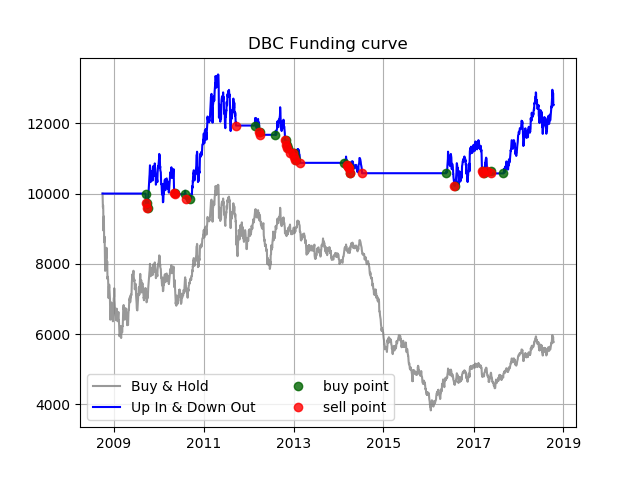 DBC Funding curve
12000
10000
8000
6000
4000
Buy & Hold
Up In & Down Out
buy point
sell point
2009 2011 2013 2015 2017 2019